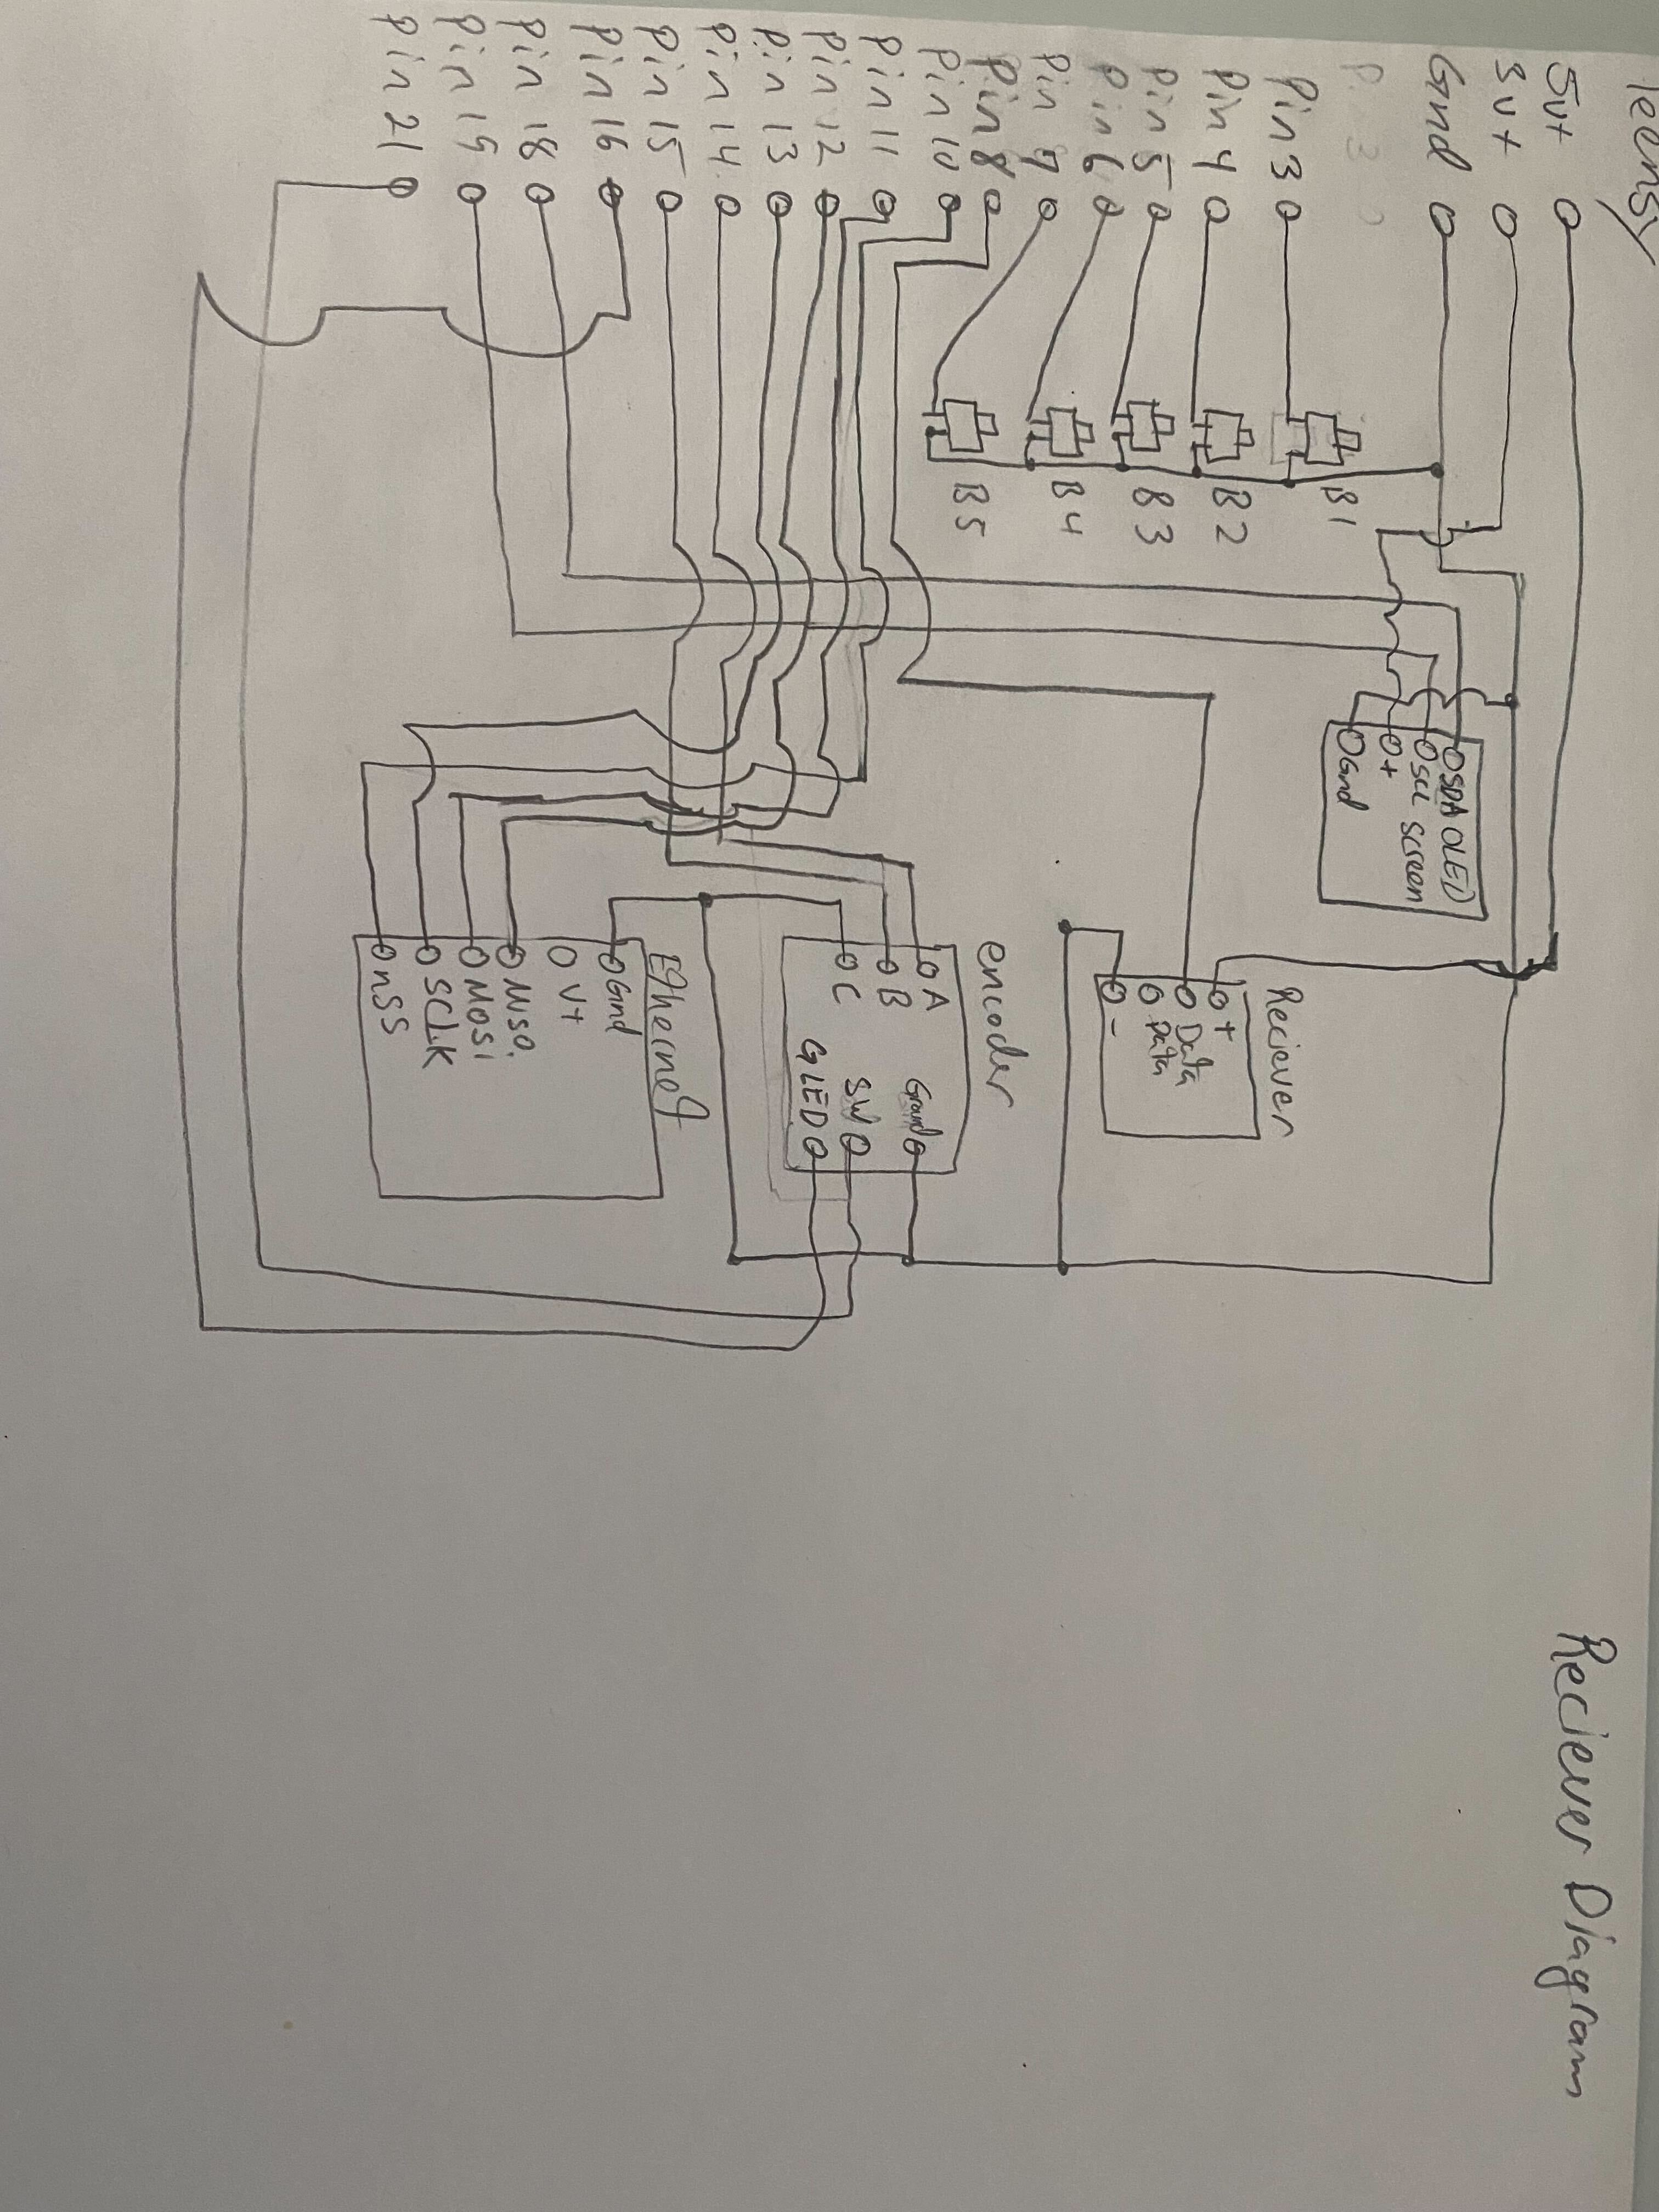 Reciever Diagram
Teensy
5v+
3v+
Gnd
Pin 3
Pin 4
Pin 5
Pin 6
Pin 9
Pin 8
Pin 10
Pin 11
Pin 12
Pin 13
Pin 14
Pin 15
Pin 16
Pin 18
Pin 19
Pin 21
B1
B2
B3
B4
B5
SDA OLED
SCL Screen
+
Gnd
Reciever
+
Data
Data
-
encoder
A
B
C
Ground
SW
GLED
Ethernet
Gnd
V+
MISO
MOSI
SCLK
nSS